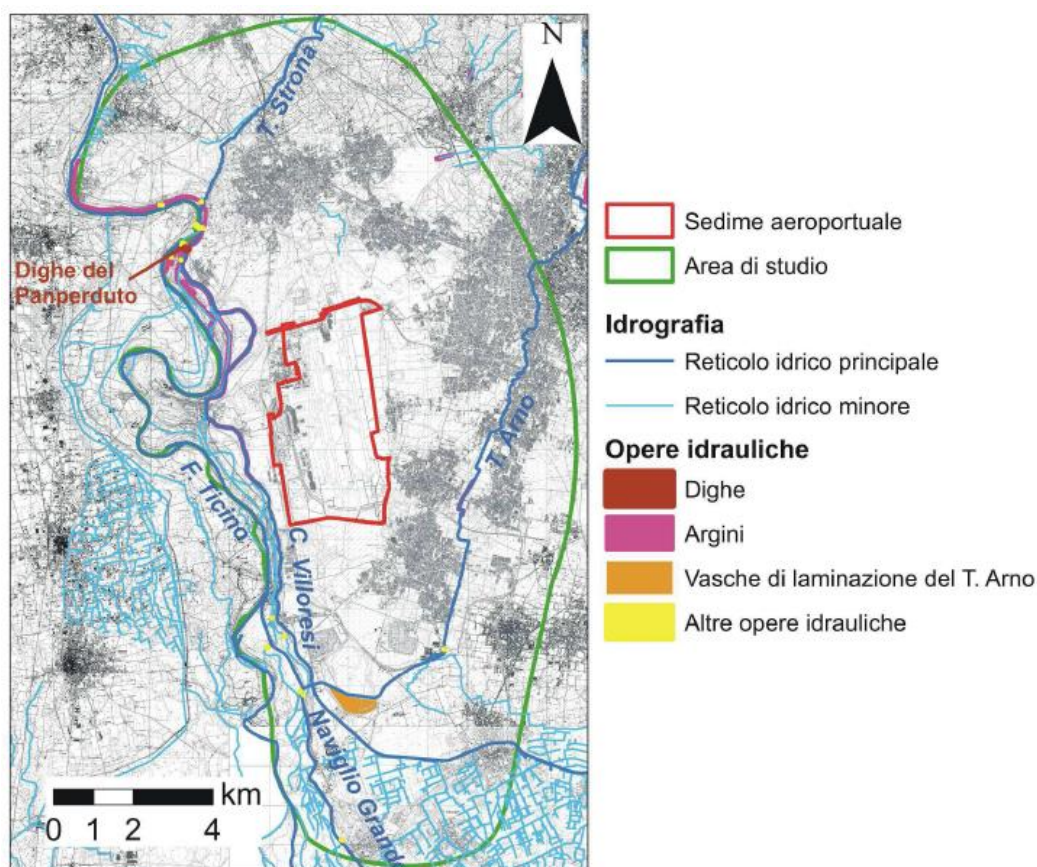 N
T. Strona
Dighe del
Panperduto
T. Arno
F. Ticino
C. Villoresi
Naviglio Grande
km
0 1 2 4
Sedime aeroportuale
Area di studio
Idrografia
Reticolo idrico principale
Reticolo idrico minore
Opere idrauliche
Dighe
Argini
Vasche di laminazione del T. Arno
Altre opere idrauliche